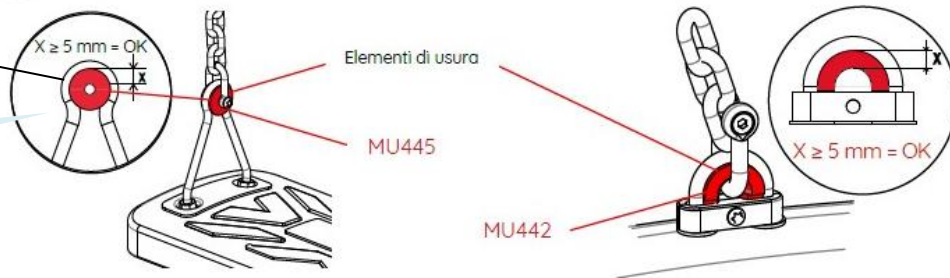 X ≥ 5 mm = OK
X
Elementi di usura
X
MU445
X ≥ 5 mm = OK
MU442